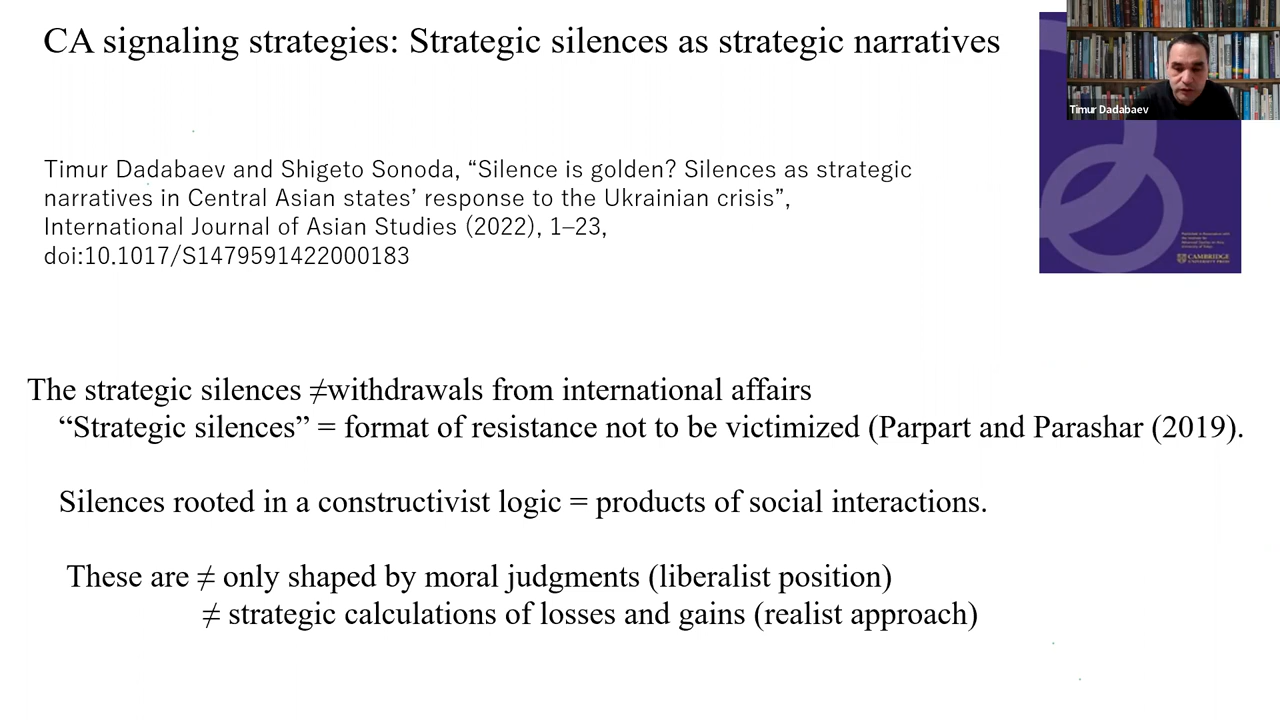 CA signaling strategies: Strategic silences as strategic narratives
Timur Dadabaev
Timur Dadabaev and Shigeto Sonoda, “Silence is golden? Silences as strategic
narratives in Central Asian states’ response to the Ukrainian crisis”,
International Journal of Asian Studies (2022), 1–23,
doi:10.1017/S1479591422000183
CAMBRIDGE
UNIVERSITY PRESS
The strategic silences ≠withdrawals from international affairs
“Strategic silences” = format of resistance not to be victimized (Parpart and Parashar (2019).
Silences rooted in a constructivist logic = products of social interactions.
These are ≠ only shaped by moral judgments (liberalist position)
≠ strategic calculations of losses and gains (realist approach)